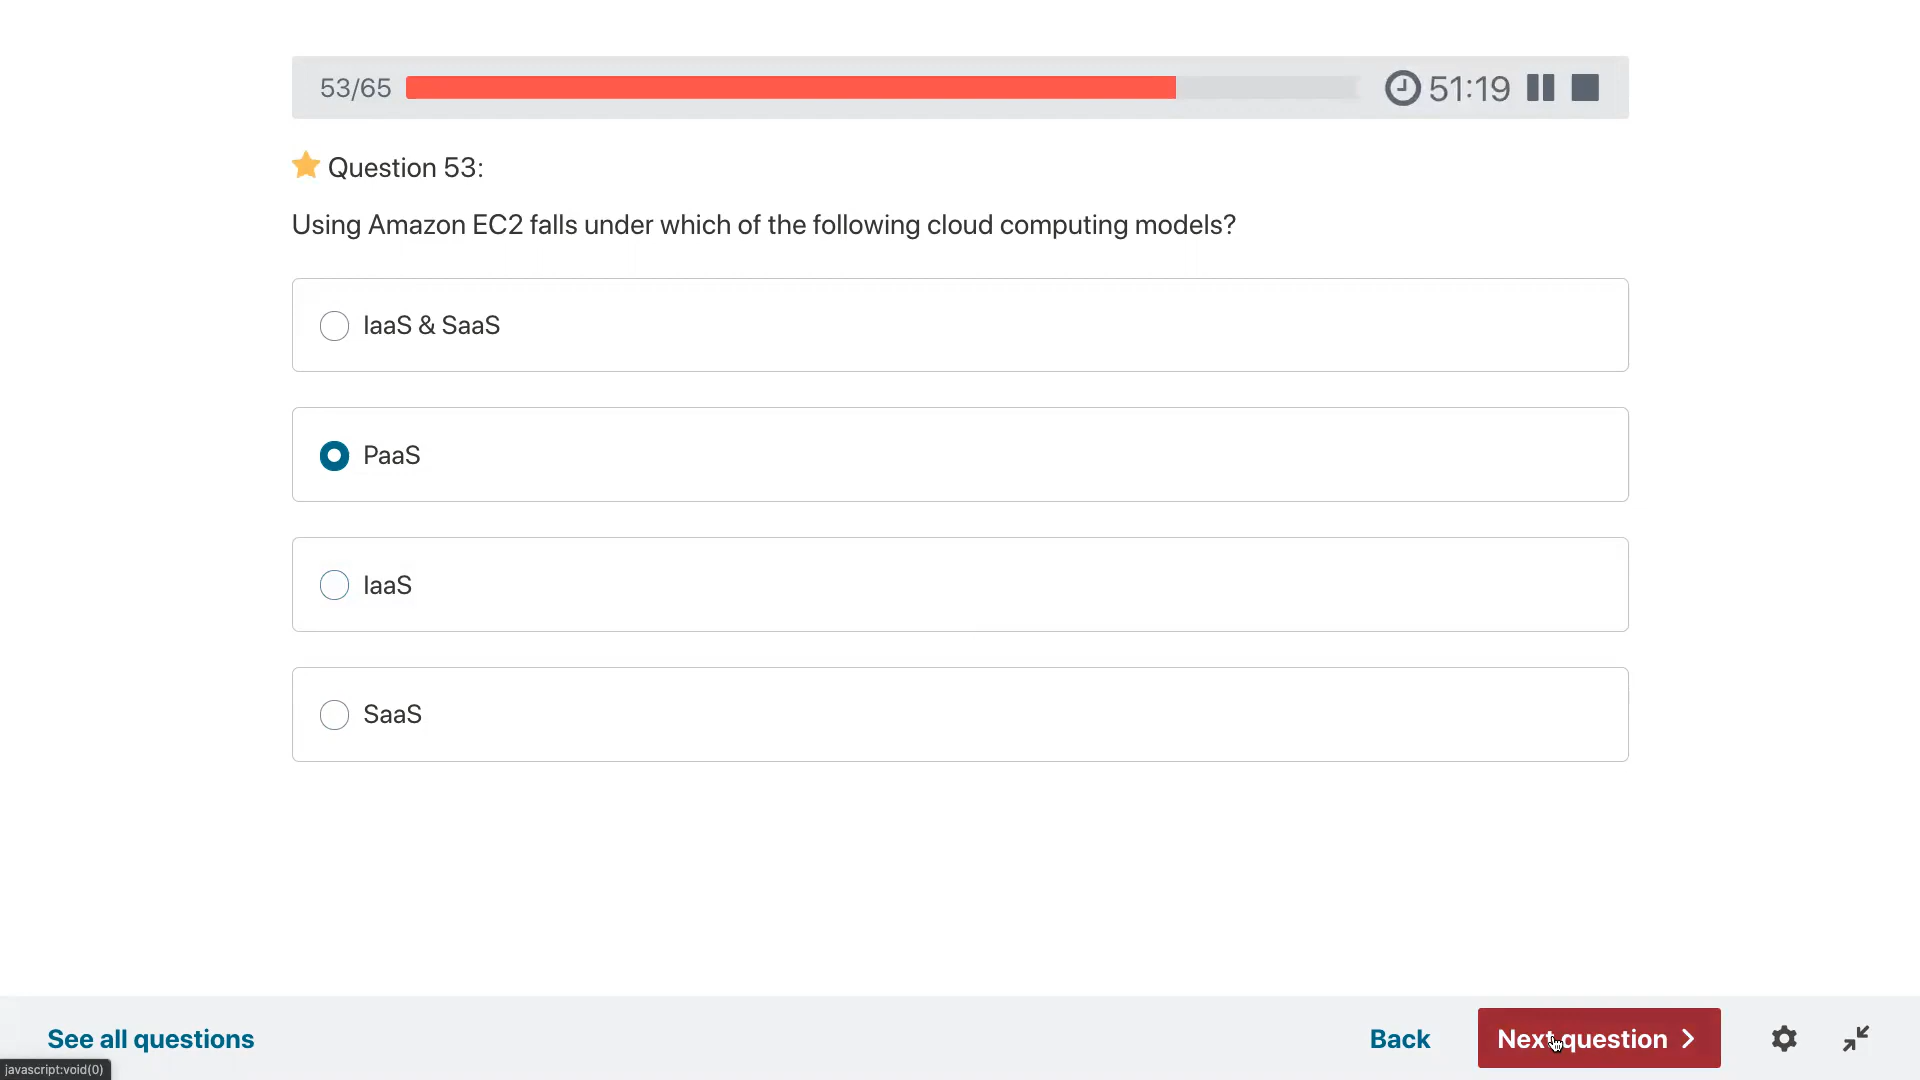 53/65
51:19
Question 53:
Using Amazon EC2 falls under which of the following cloud computing models?
IaaS & SaaS
PaaS
IaaS
SaaS
See all questions
Back
Next question
javascript:void(0)